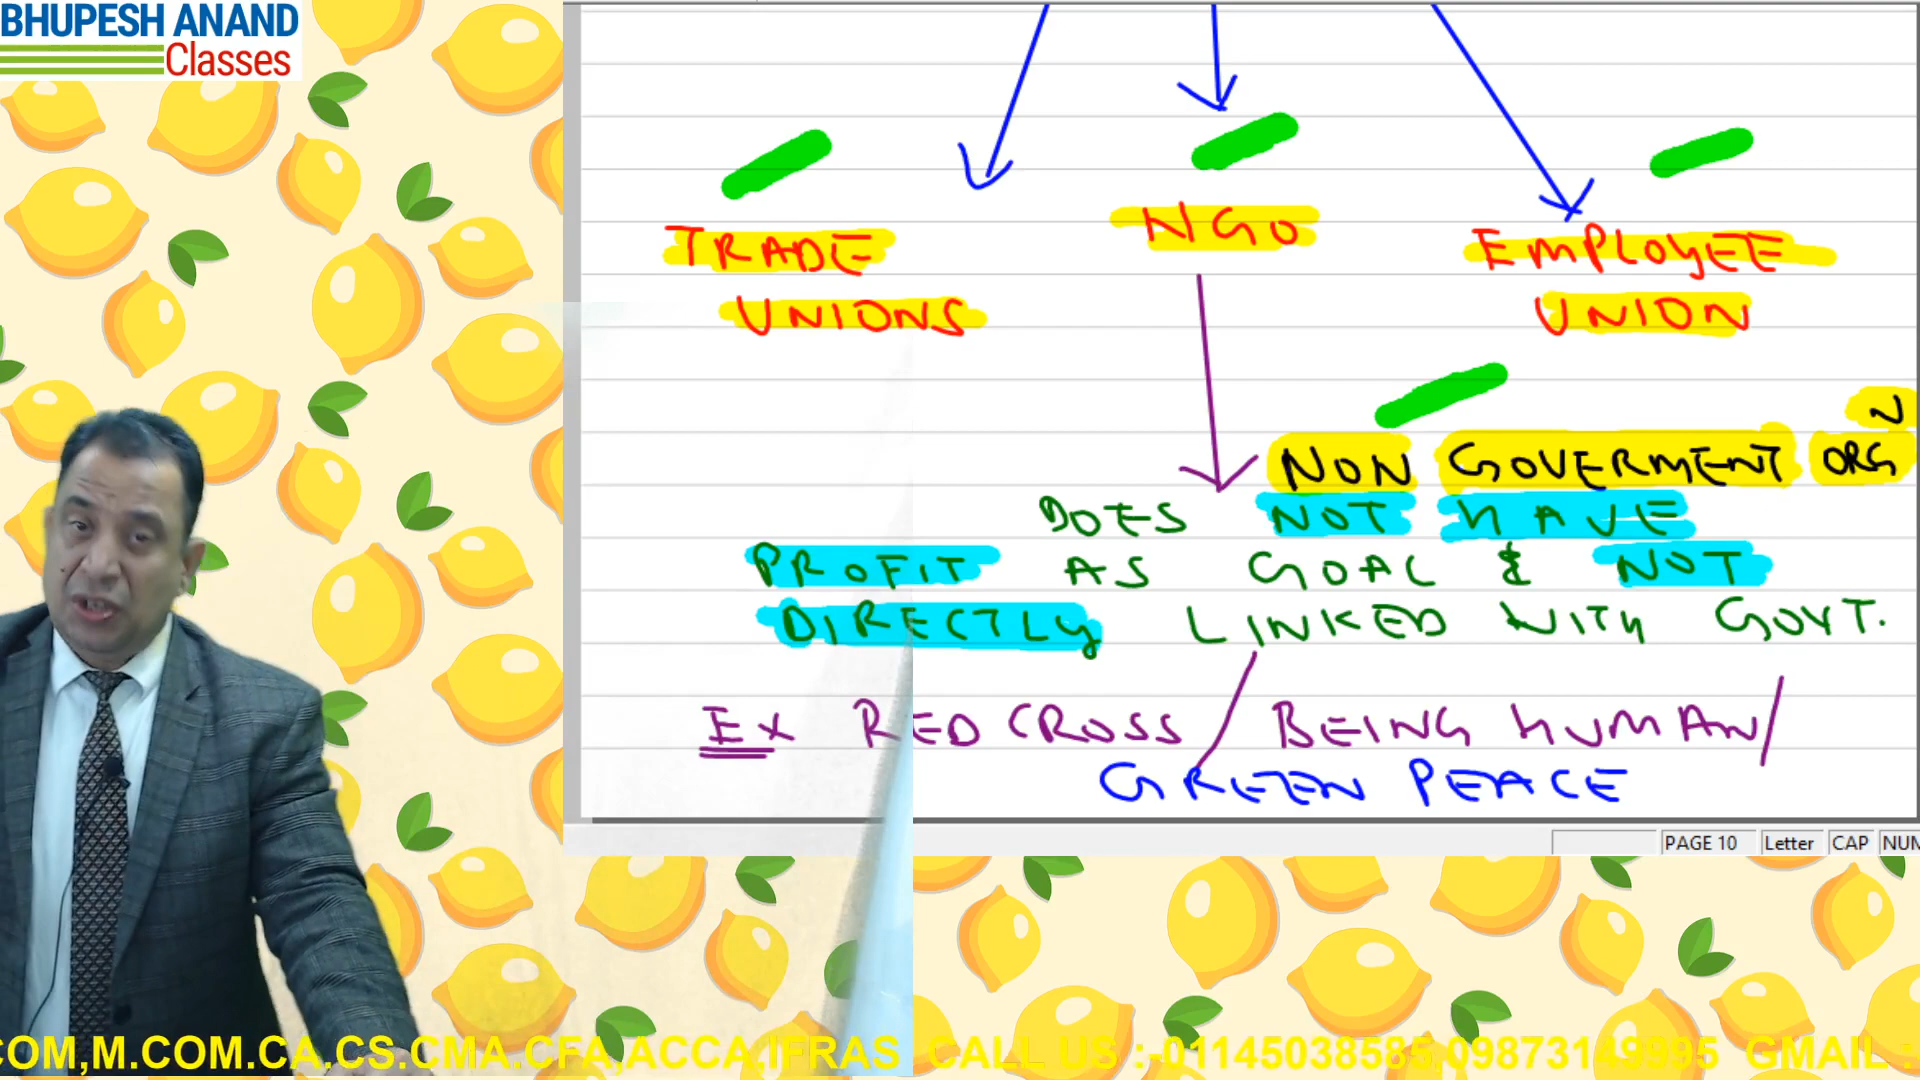 BHUPESH ANAND
Classes
TRADE
UNIONS
NGO
EMPLOYEE
UNION
NON GOVERMENT ORGN
DOES NOT HAVE
PROFIT AS GOAL & NOT
DIRECTLY LINKED WITH GOVT.
EX RED CROSS / BEING HUMAN /
GREEN PEACE
PAGE 10 Letter CAP NUM
COM,M.COM.CA.CS.CMA.CFA,ACCA,IFRAS CALL US :-01145038585,09873149995 GMAIL :